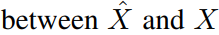 between X̂ and X